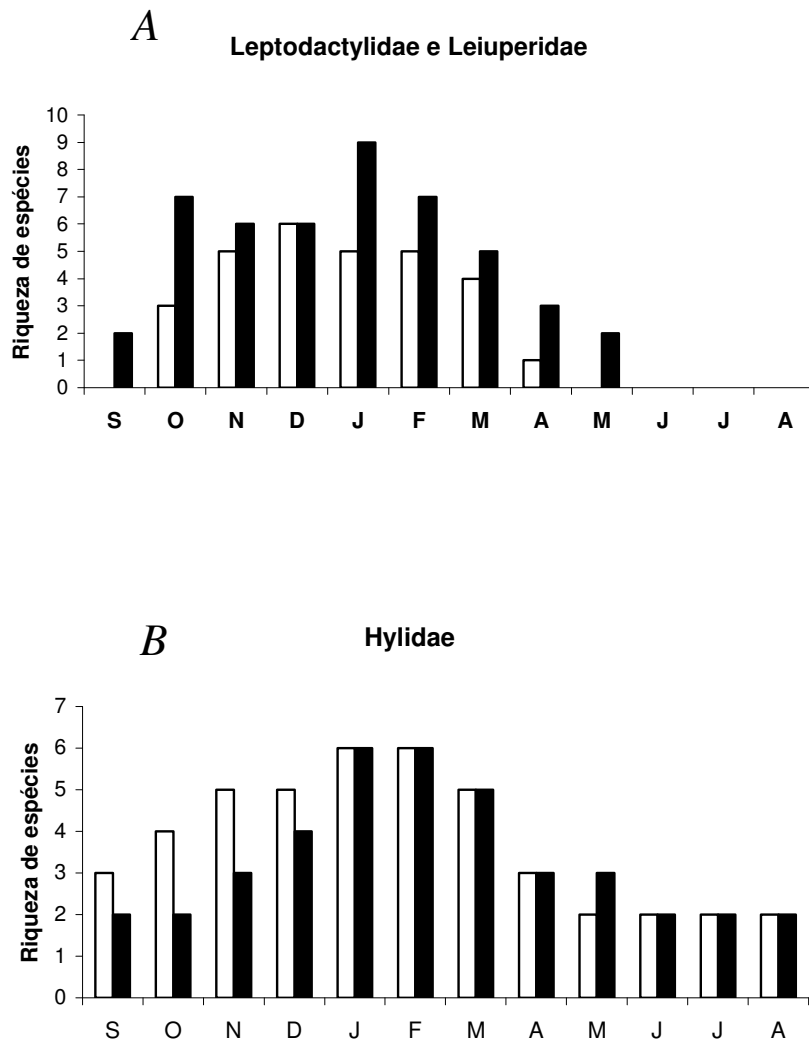 A
Leptodactylidae e Leiuperidae
Riqueza de espécies
10
9
8
7
6
5
4
3
2
1
0
S O N D J F M A M J J A
B
Hylidae
Riqueza de espécies
7
6
5
4
3
2
1
0
S O N D J F M A M J J A